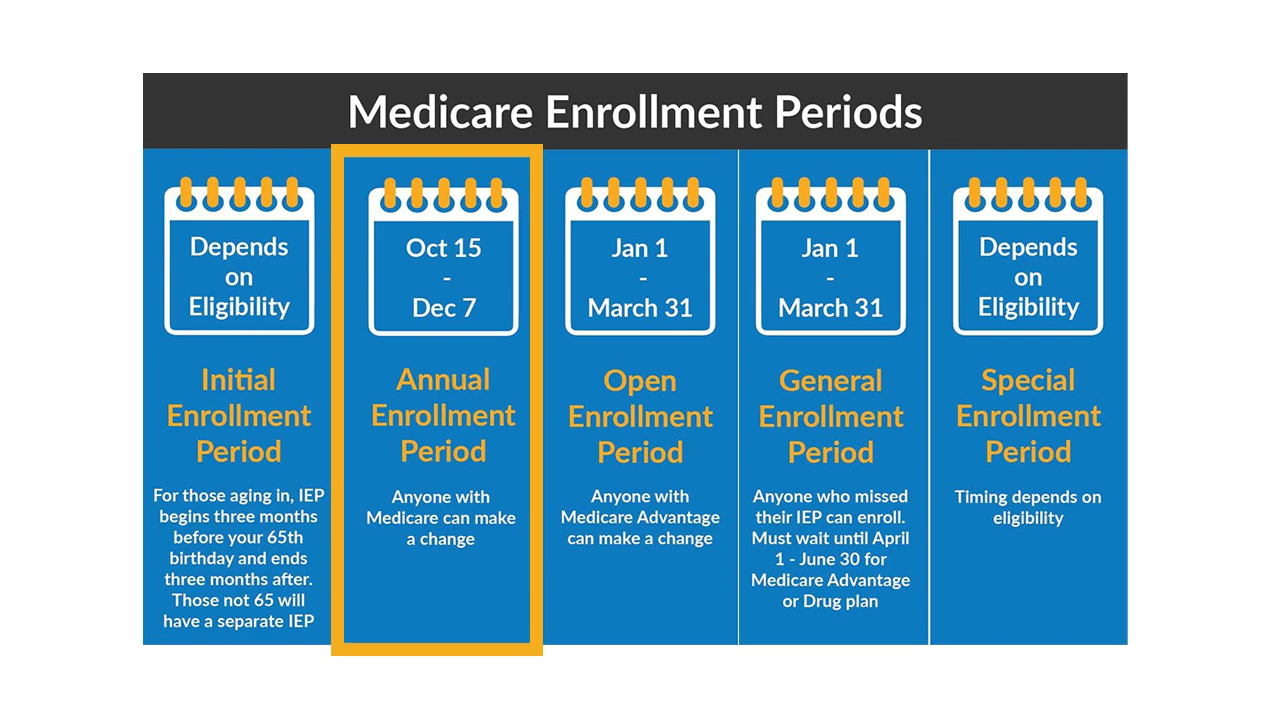 Medicare Enrollment Periods
Depends
on
Eligibility
Initial
Enrollment
Period
For those aging in, IEP
begins three months
before your 65th
birthday and ends
three months after.
Those not 65 will
have a separate IEP
Oct 15
-
Dec 7
Annual
Enrollment
Period
Anyone with
Medicare can make
a change
Jan 1
-
March 31
Open
Enrollment
Period
Anyone with
Medicare Advantage
can make a change
Jan 1
-
March 31
General
Enrollment
Period
Anyone who missed
their IEP can enroll.
Must wait until April
1 - June 30 for
Medicare Advantage
or Drug plan
Depends
on
Eligibility
Special
Enrollment
Period
Timing depends on
eligibility